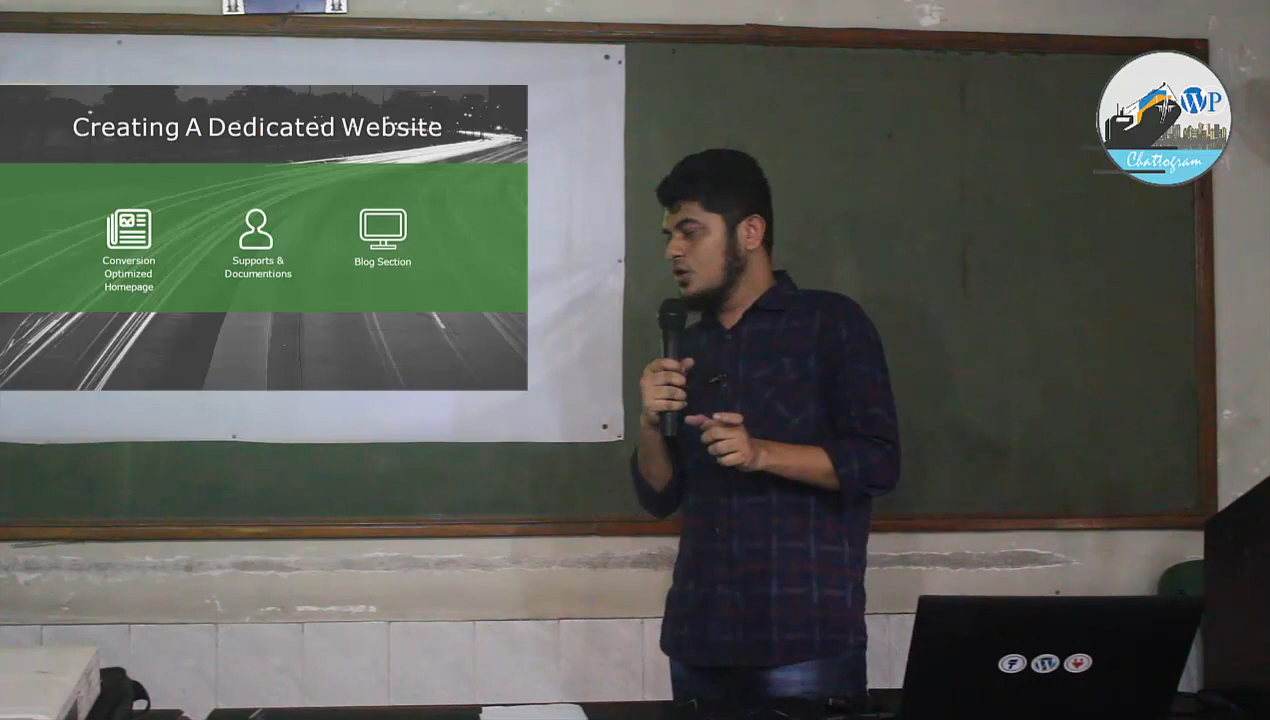 Creating A Dedicated Website
Conversion
Optimized
Homepage
Supports &
Documentions
Blog Section
WP
Chattogram